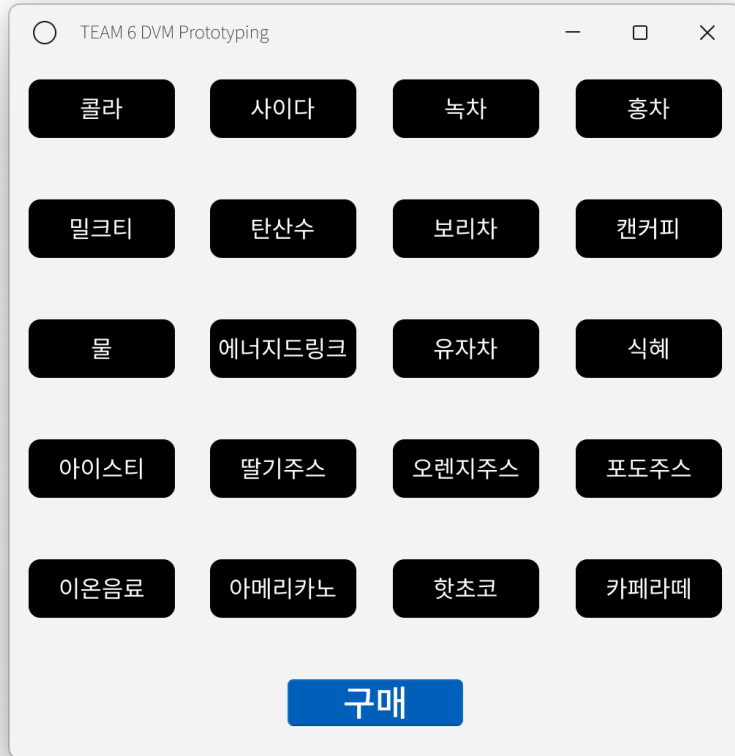 TEAM 6 DVM Prototyping
콜라 사이다 녹차 홍차
밀크티 탄산수 보리차 캔커피
물 에너지드링크 유자차 식혜
아이스티 딸기주스 오렌지주스 포도주스
이온음료 아메리카노 핫초코 카페라떼
구매